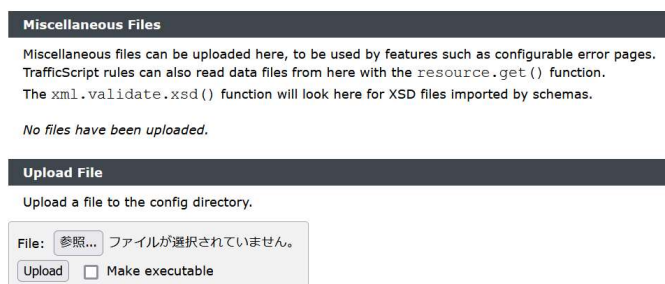 Miscellaneous Files
Miscellaneous files can be uploaded here, to be used by features such as configurable error pages.
TrafficScript rules can also read data files from here with the resource.get() function.
The xml.validate.xsd() function will look here for XSD files imported by schemas.
No files have been uploaded.
Upload File
Upload a file to the config directory.
File: 参照... ファイルが選択されていません。
Upload Make executable